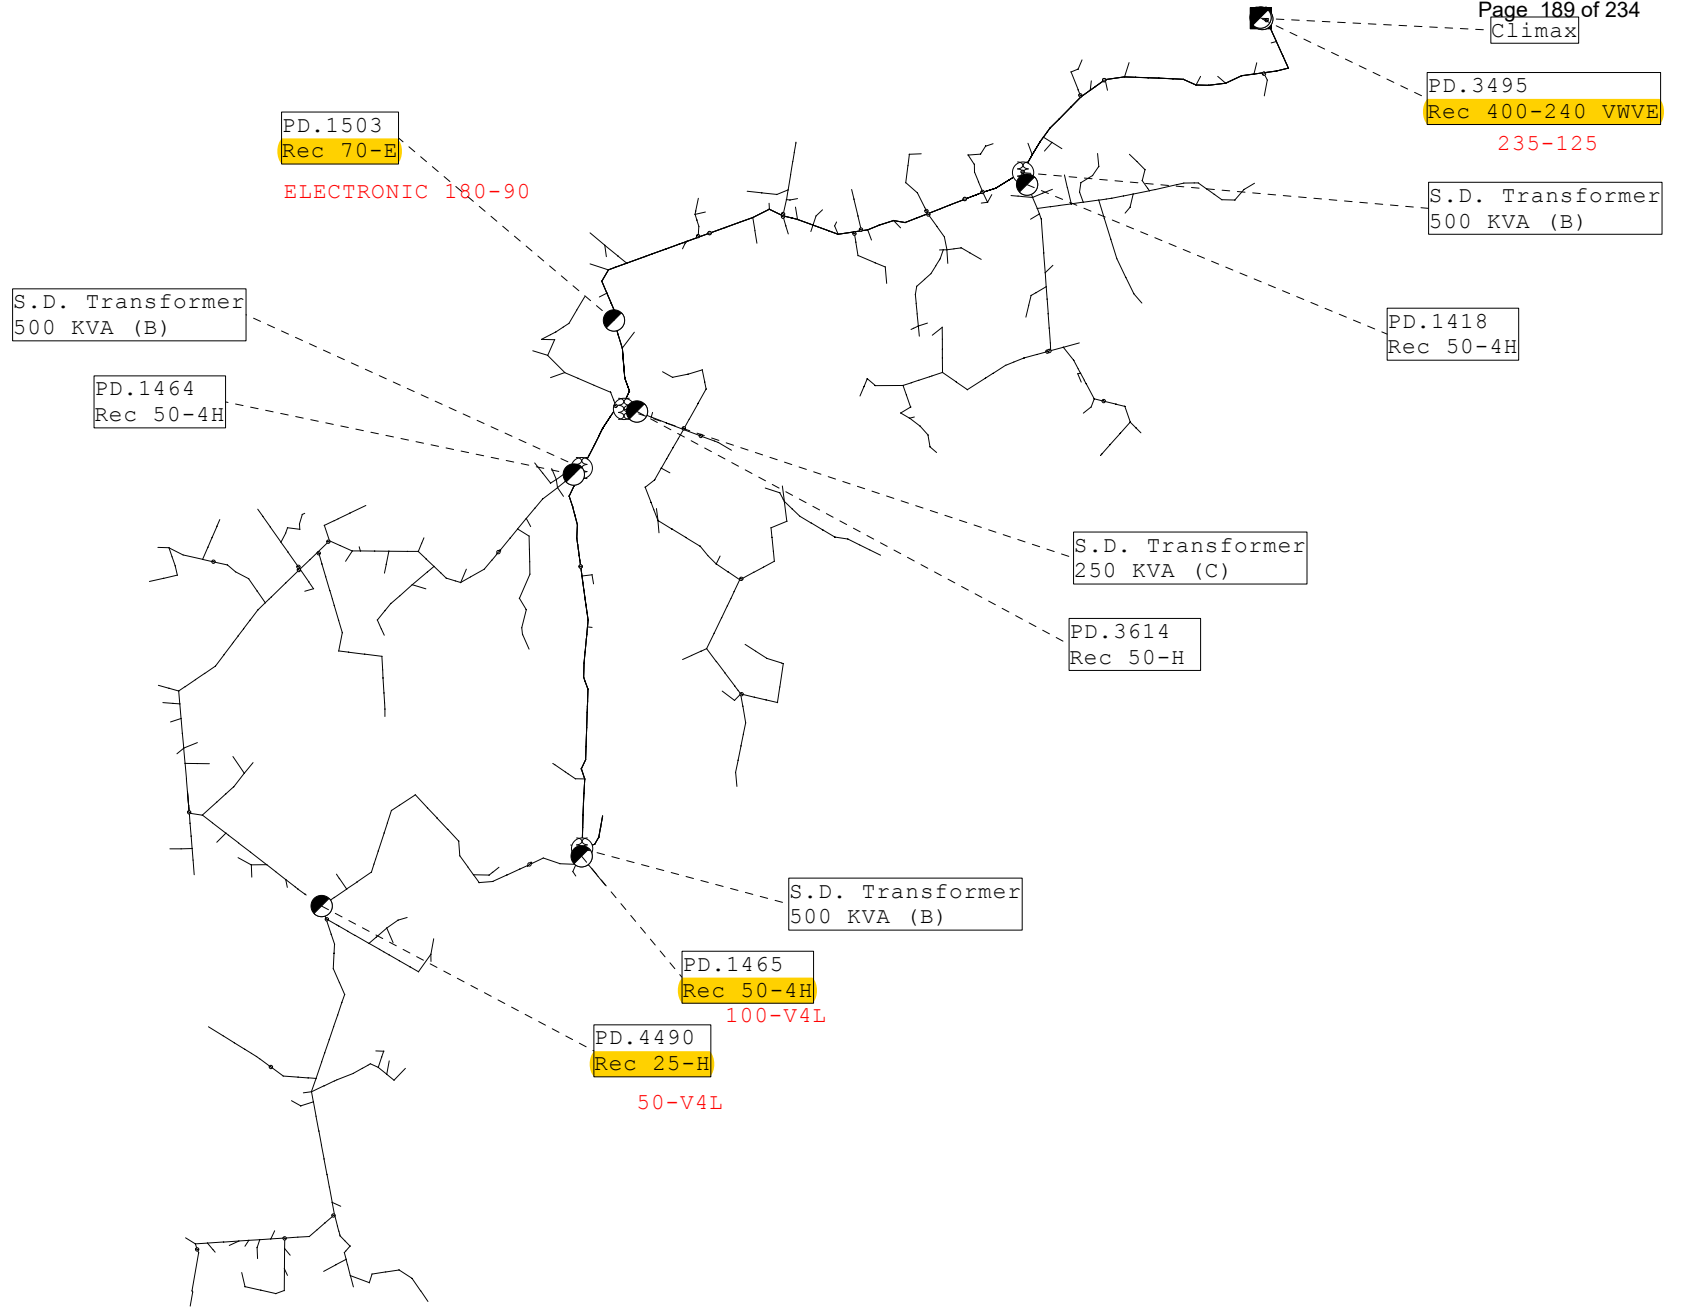 Page 189 of 234
Climax
PD.3495
Rec 400-240 VWVE
235-125
PD.1503
Rec 70-E
ELECTRONIC 180-90
S.D. Transformer
500 KVA (B)
S.D. Transformer
500 KVA (B)
PD.1418
Rec 50-4H
PD.1464
Rec 50-4H
S.D. Transformer
250 KVA (C)
PD.3614
Rec 50-H
S.D. Transformer
500 KVA (B)
PD.1465
Rec 50-4H
100-V4L
PD.4490
Rec 25-H
50-V4L